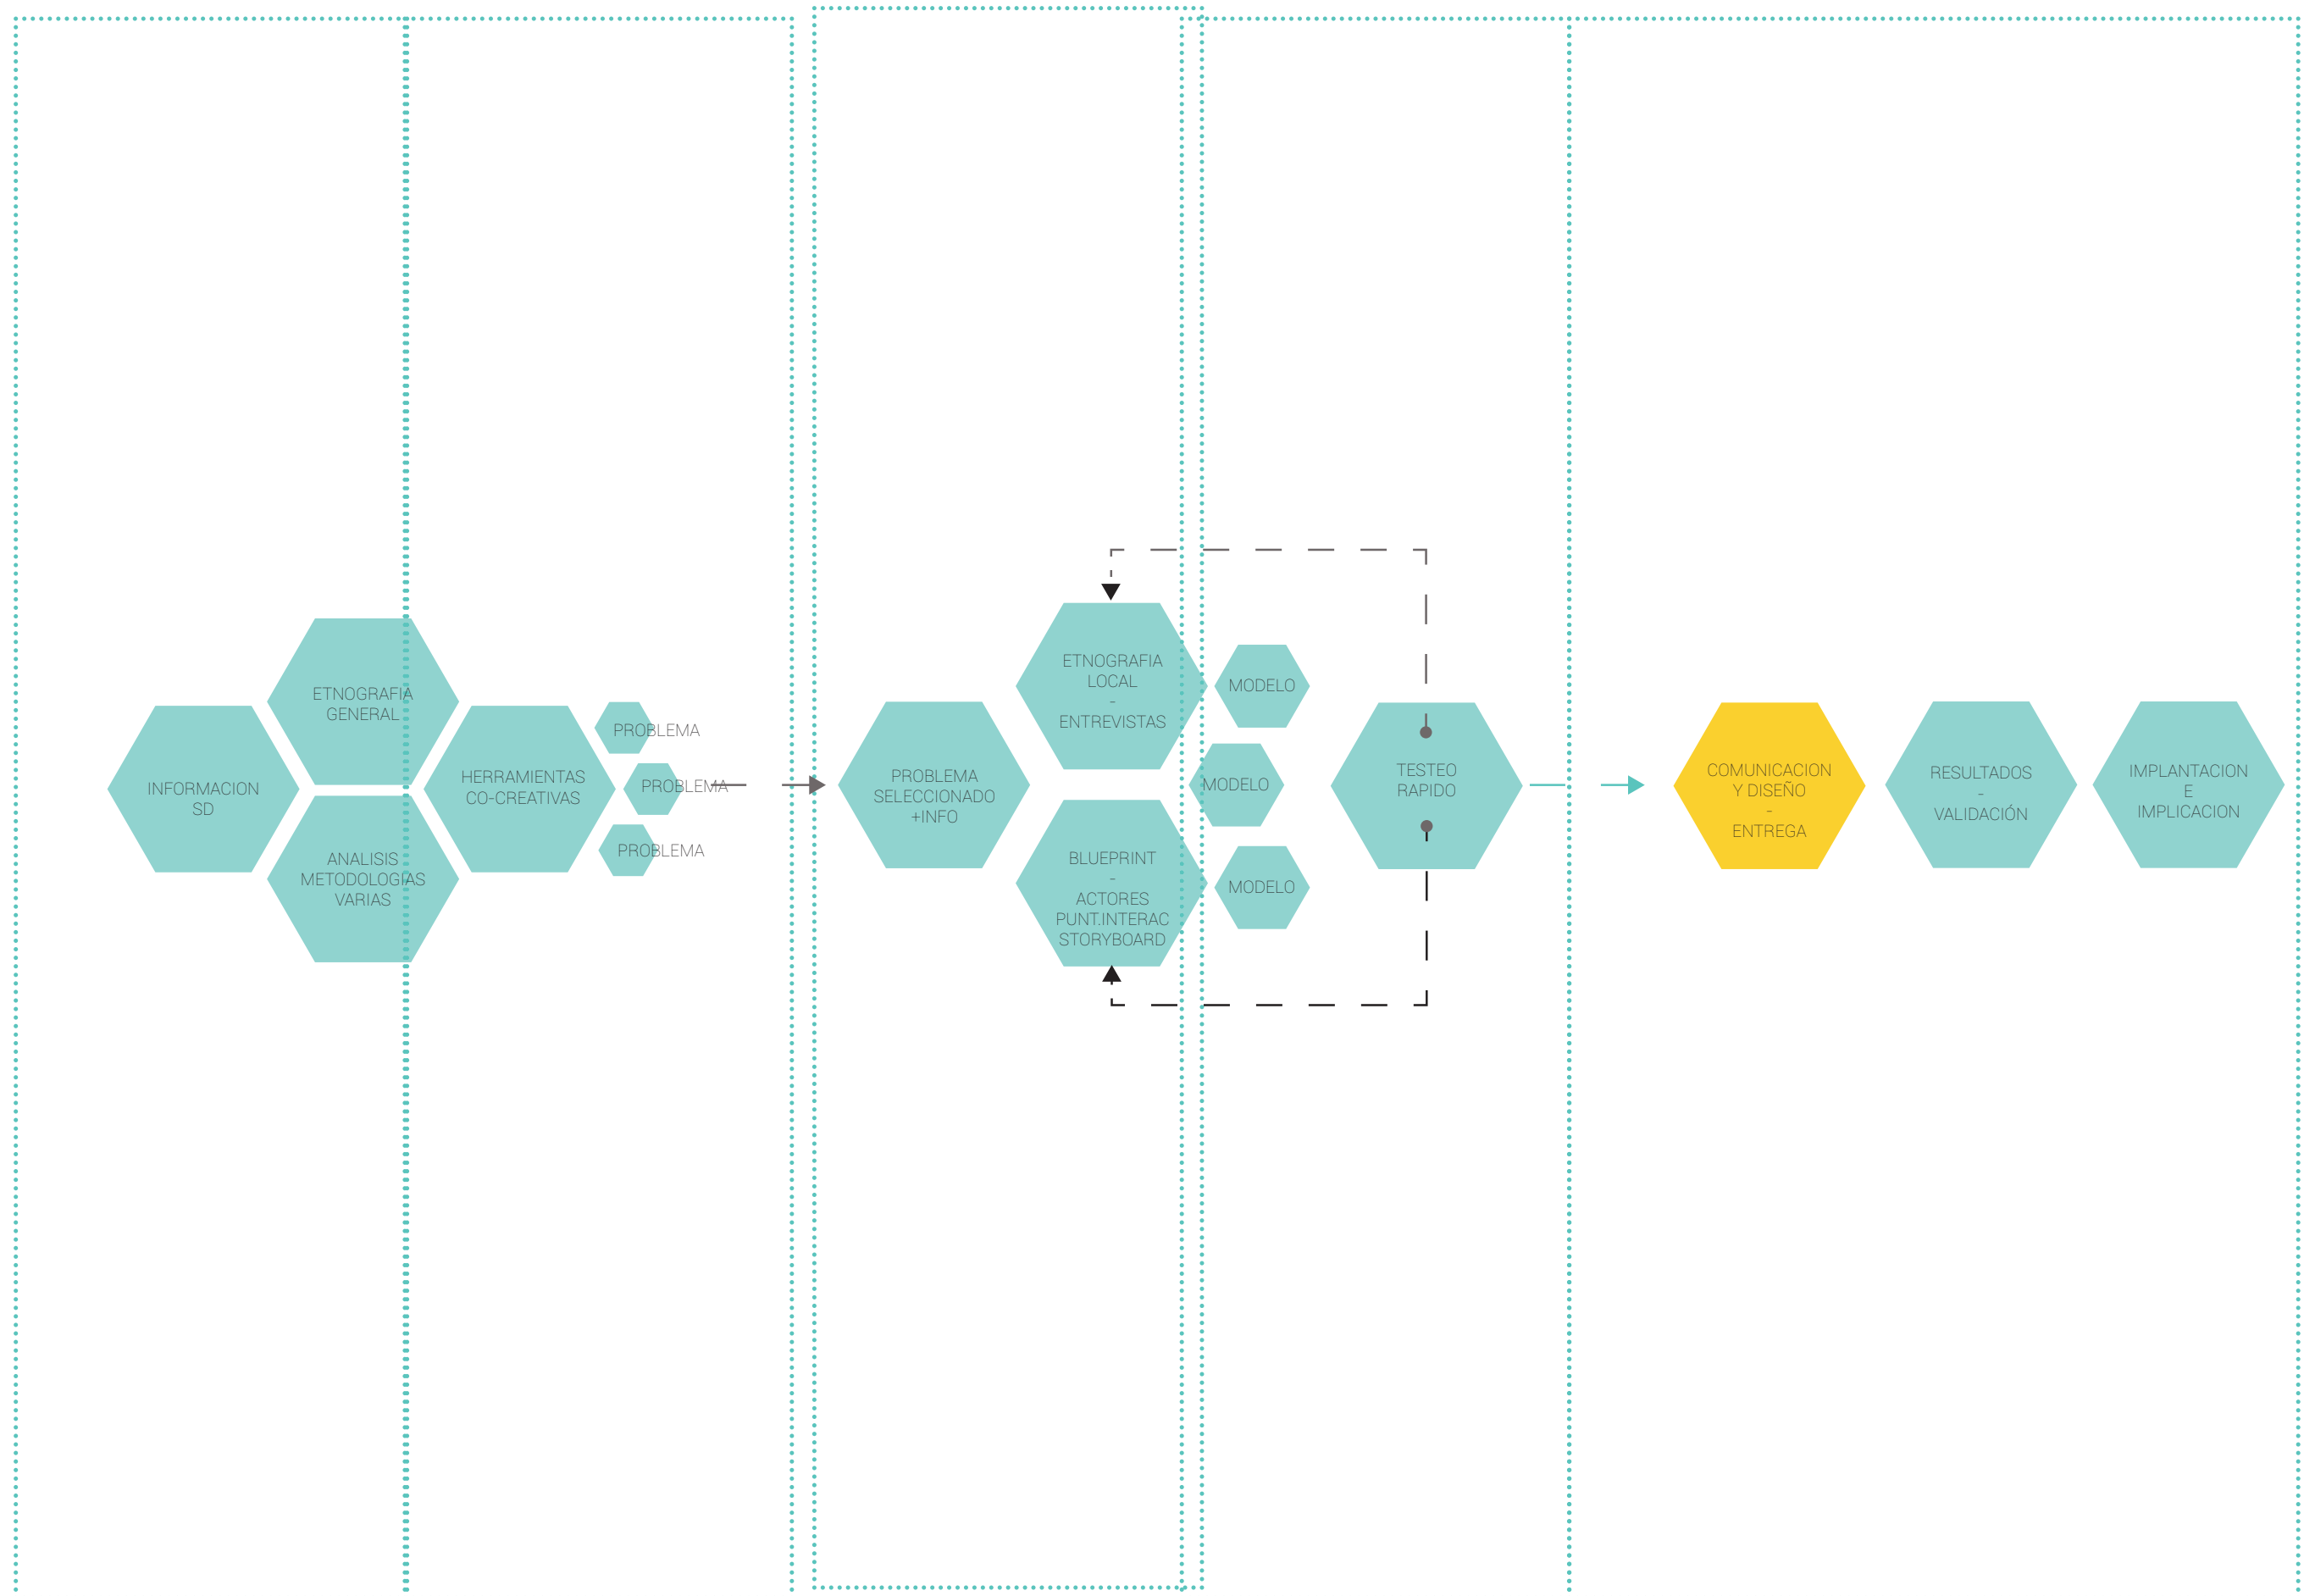 INFORMACION
SD
ETNOGRAFIA
GENERAL
ANALISIS
METODOLOGIAS
VARIAS
HERRAMIENTAS
CO-CREATIVAS
PROBLEMA
PROBLEMA
PROBLEMA
PROBLEMA
SELECCIONADO
+INFO
ETNOGRAFIA
LOCAL
-
ENTREVISTAS
BLUEPRINT
-
ACTORES
PUNT.INTERAC
STORYBOARD
MODELO
MODELO
MODELO
TESTEO
RAPIDO
COMUNICACION
Y DISEÑO
-
ENTREGA
RESULTADOS
-
VALIDACIÓN
IMPLANTACION
E
IMPLICACION